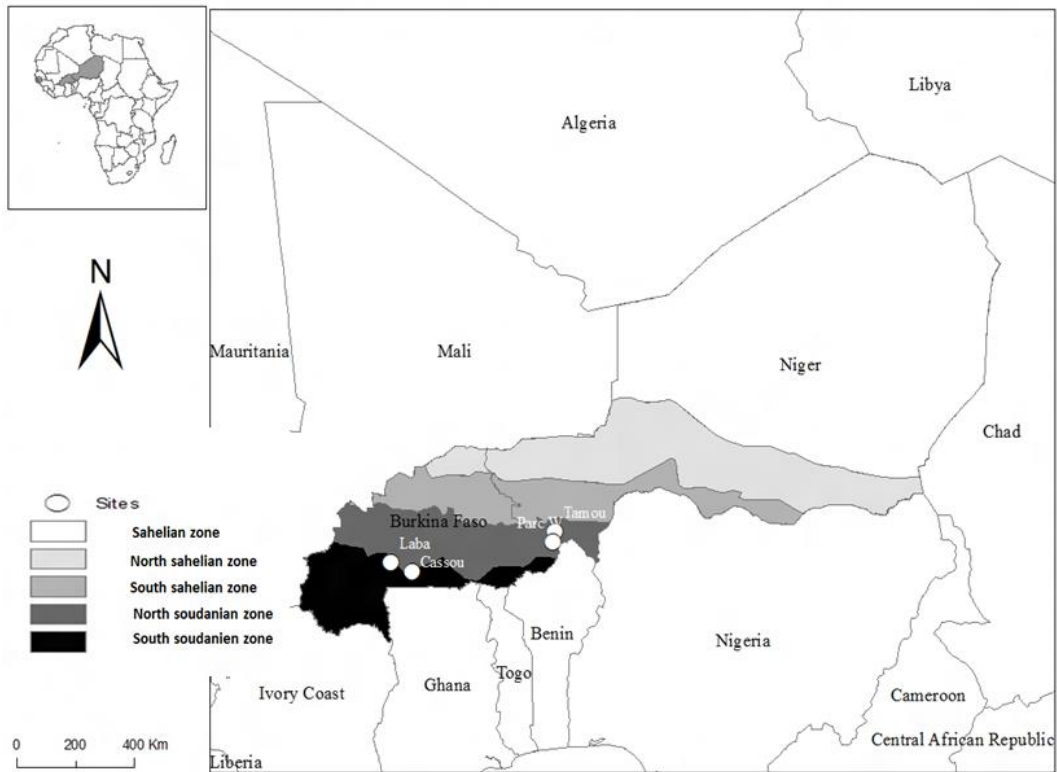 Libya
Algeria
N
Mauritania
Mali
Niger
Chad
Sites
Sahelian zone
North sahelian zone
South sahelian zone
North soudanian zone
South soudanien zone
Burkina Faso
Parc W
Tamou
Laba
Cassou
Benin
Nigeria
Togo
Ghana
Ivory Coast
Cameroon
Central African Republic
Liberia
0 200 400 Km